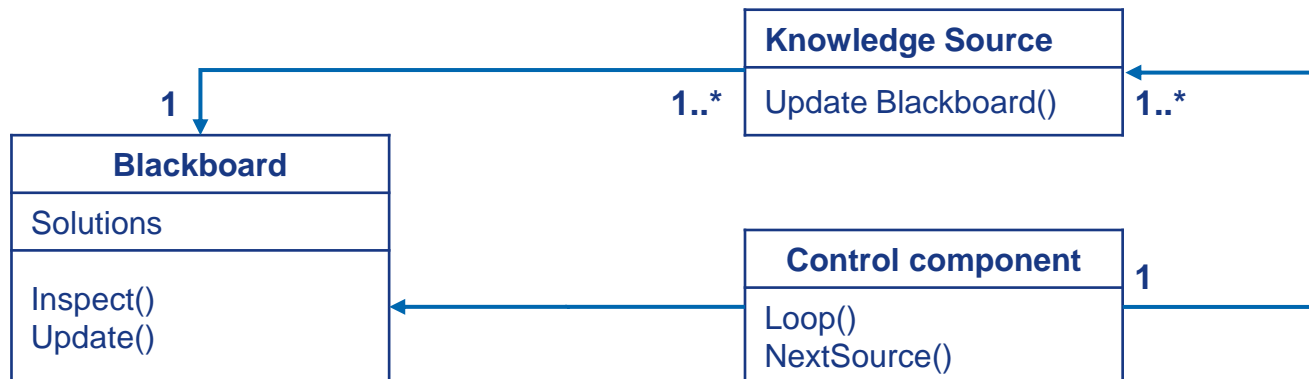 Knowledge Source
Update Blackboard()
1
1..*
1..*
Blackboard
Solutions
Inspect()
Update()
Control component
Loop()
NextSource()
1